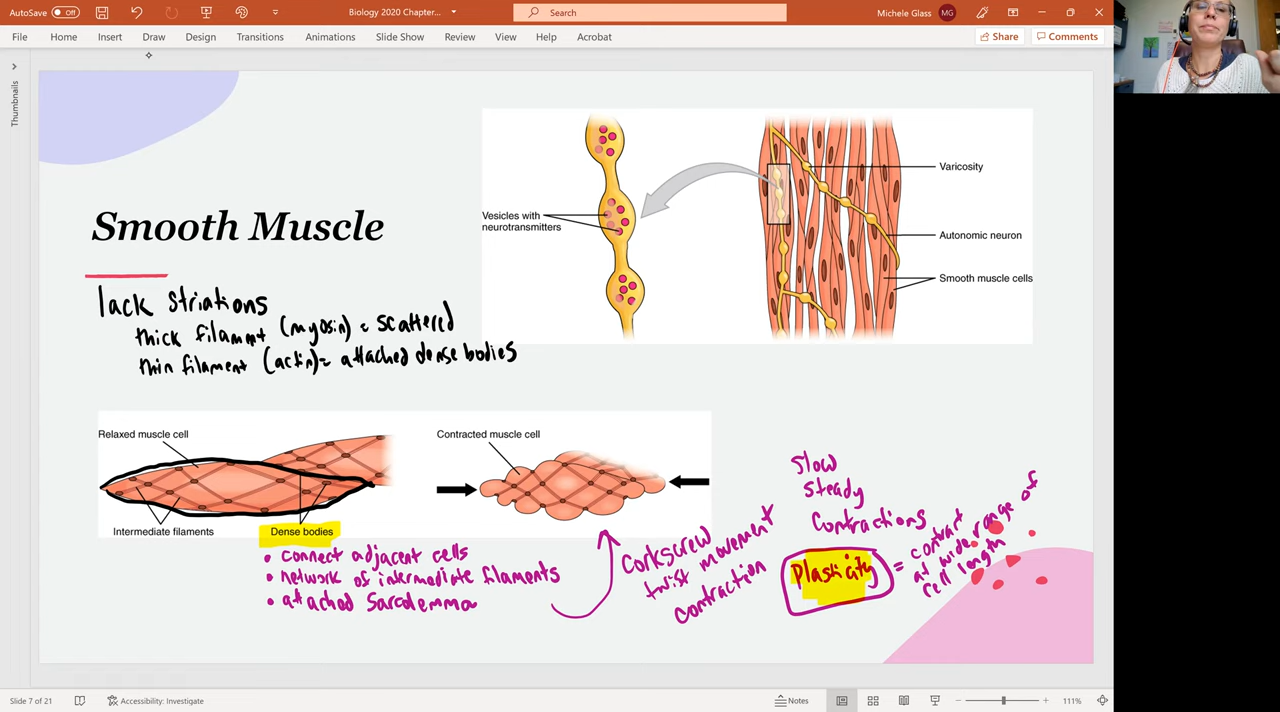 AutoSave Off
Biology 2020 Chapter...
Search
Michele Glass
MG
File Home Insert Draw Design Transitions Animations Slide Show Review View Help Acrobat
Share
Comments
Thumbnails
Smooth Muscle
lack striations
thick filament (myosin) = scattered
thin filament (actin)= attached dense bodies
Vesicles with
neurotransmitters
Varicosity
Autonomic neuron
Smooth muscle cells
Relaxed muscle cell
Contracted muscle cell
Intermediate filaments
Dense bodies
• connect adjacent cells
• network of intermediate filaments
• attached sarcolemma
Corkscrew
twist movement
contraction
Slow
Steady
Contractions
Plasticity
= contract
at wide range of
cell length
Slide 7 of 21
Accessibility: Investigate
Notes
111%